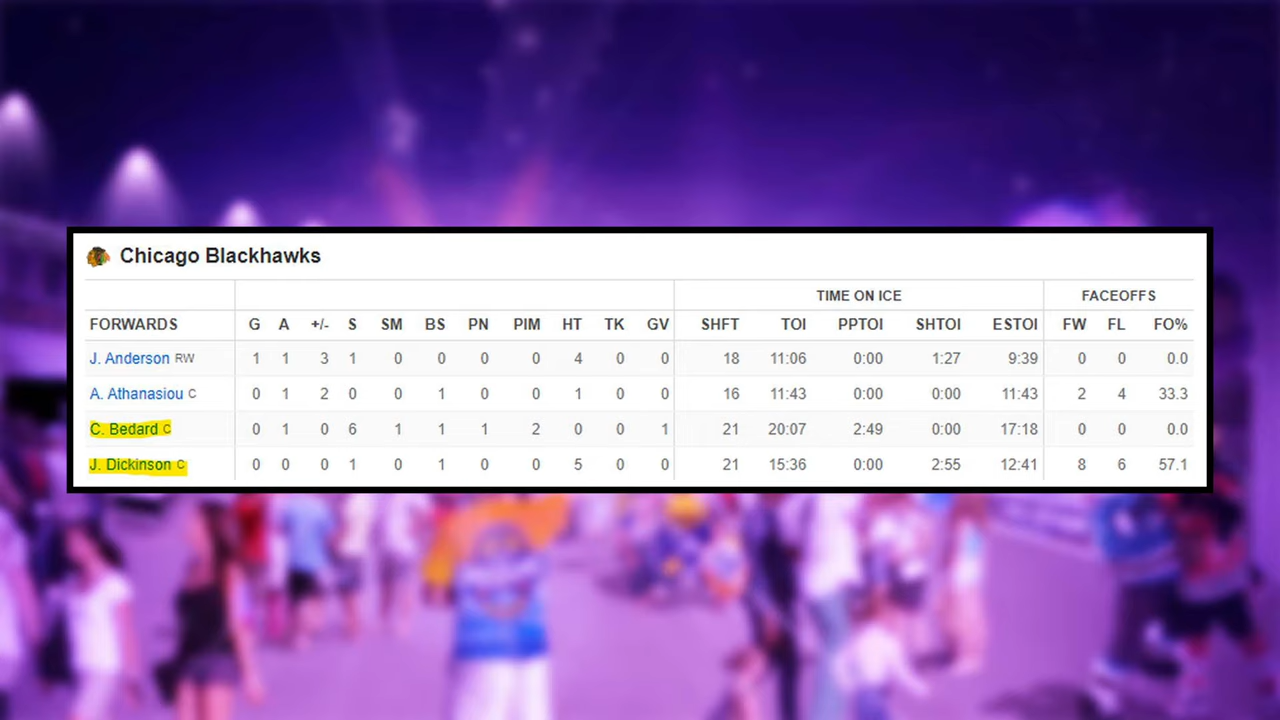 Chicago Blackhawks
TIME ON ICE FACEOFFS
FORWARDS G A +/- S SM BS PN PIM HT TK GV SHFT TOI PPTOI SHTOI ESTOI FW FL FO%
J. Anderson RW 1 1 3 1 0 0 0 0 4 0 0 18 11:06 0:00 1:27 9:39 0 0 0.0
A. Athanasiou C 0 1 2 0 0 1 0 0 1 0 0 16 11:43 0:00 0:00 11:43 2 4 33.3
C. Bedard C 0 1 0 6 1 1 1 2 0 0 1 21 20:07 2:49 0:00 17:18 0 0 0.0
J. Dickinson C 0 0 0 1 0 1 0 0 5 0 0 21 15:36 0:00 2:55 12:41 8 6 57.1